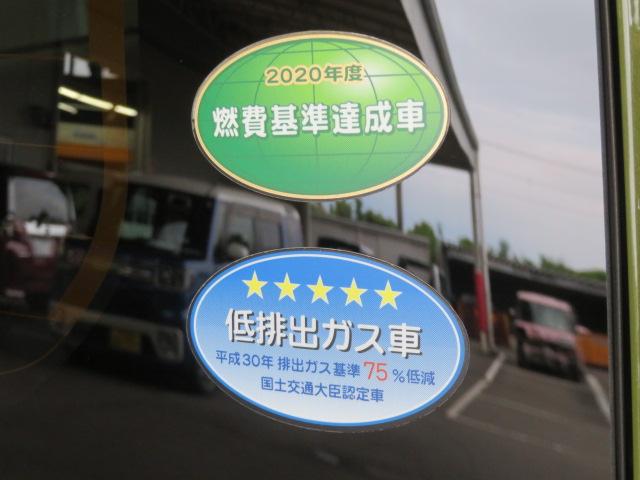 2020年度
燃費基準達成車
低排出ガス車
平成30年 排出ガス基準 75 %低減
国土交通大臣認定車